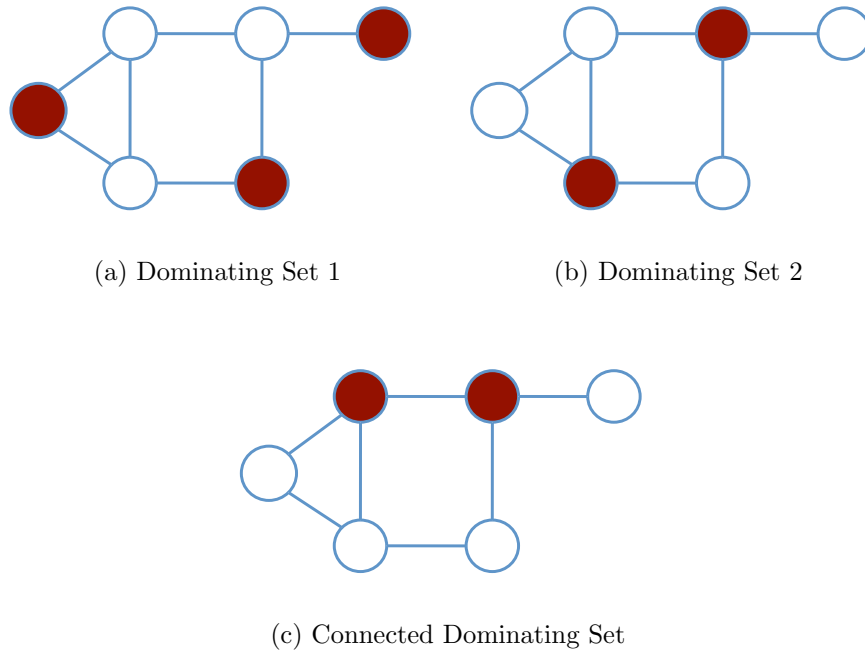 (a) Dominating Set 1
(b) Dominating Set 2
(c) Connected Dominating Set